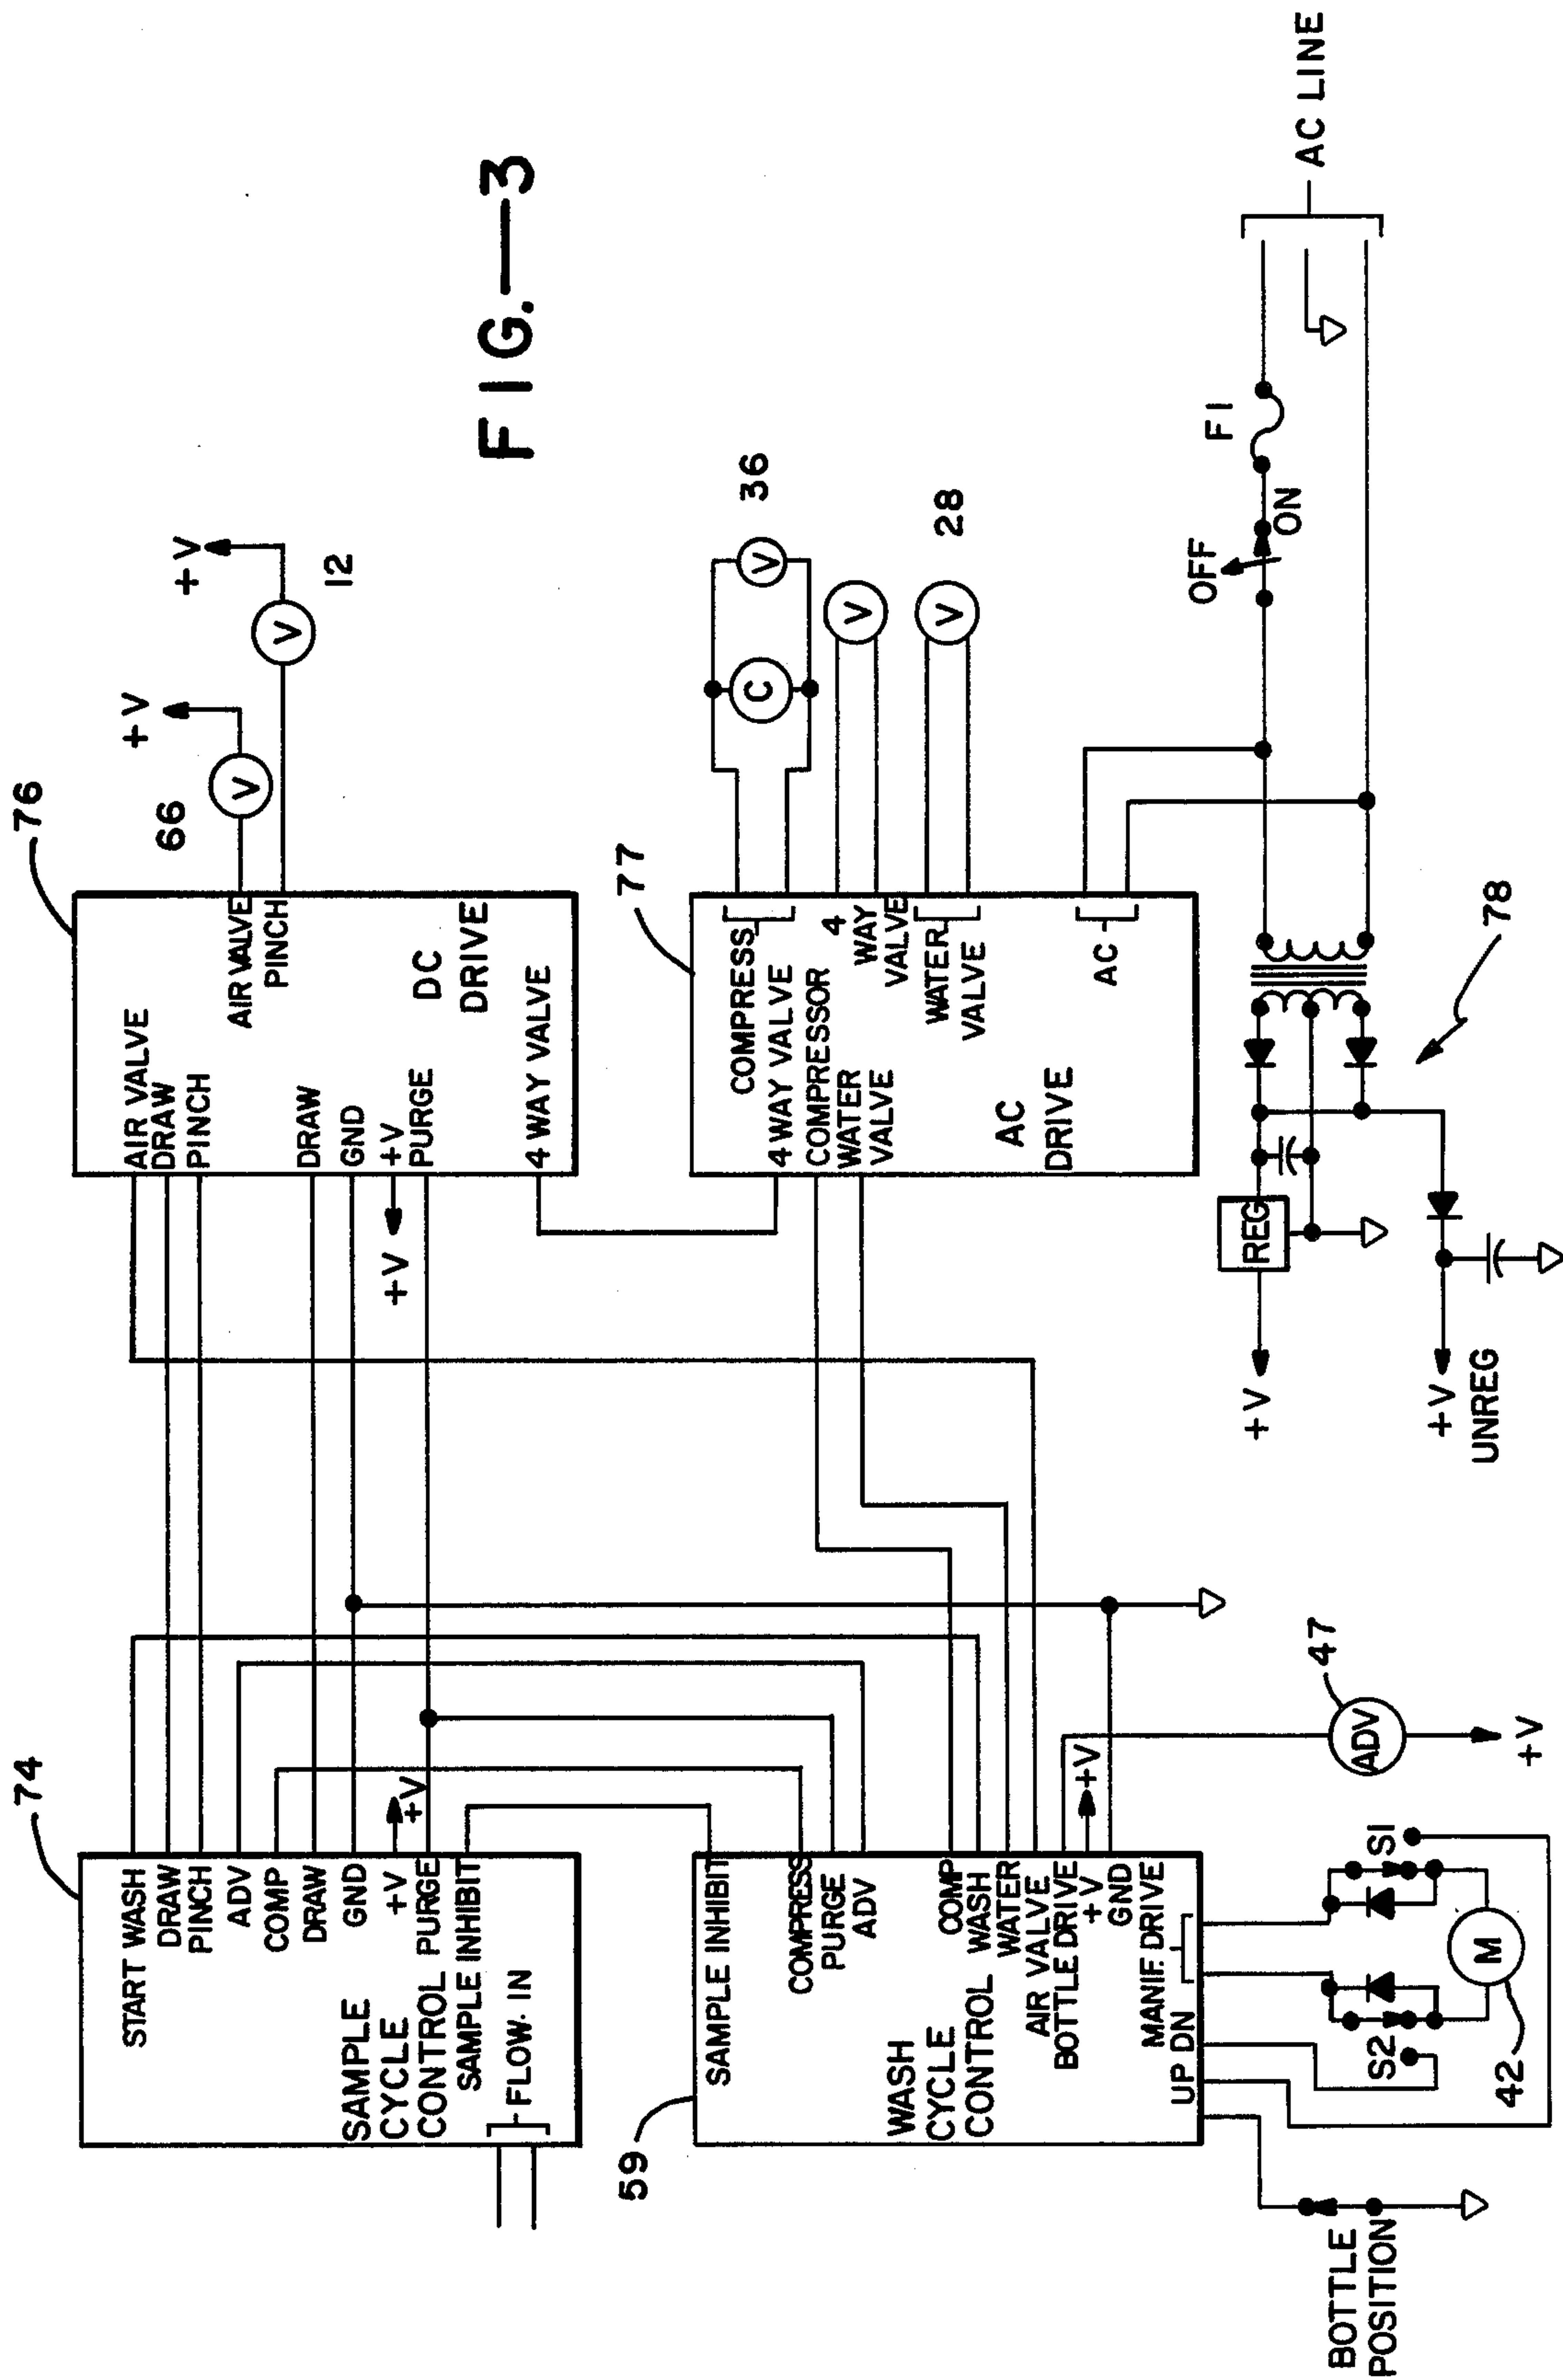 FIG.—3
74
START WASH
DRAW
PINCH
ADV
COMP
DRAW
GND
+V
PURGE
SAMPLE INHIBIT
SAMPLE
CYCLE
CONTROL
FLOW. IN
+V
76
AIR VALVE
DRAW
PINCH
DRAW
GND
+V
PURGE
4 WAY VALVE
AIR VALVE
PINCH
DC
DRIVE
+V
66
V
+V
12
V
+V
59
SAMPLE INHIBIT
COMPRESS
PURGE
ADV
COMP
WASH
WATER
AIR VALVE
BOTTLE DRIVE
+V
GND
MANIF. DRIVE
UP DN
WASH
CYCLE
CONTROL
+V
47
ADV
+V
S1
S2
M
42
BOTTLE
POSITION
77
COMPRESS
4 WAY VALVE
COMPRESSOR
WATER
VALVE
4
WAY
VALVE
WATER
VALVE
AC
AC
DRIVE
C
V
36
V
V
28
OFF
ON
F1
AC LINE
78
REG
+V
+V
UNREG